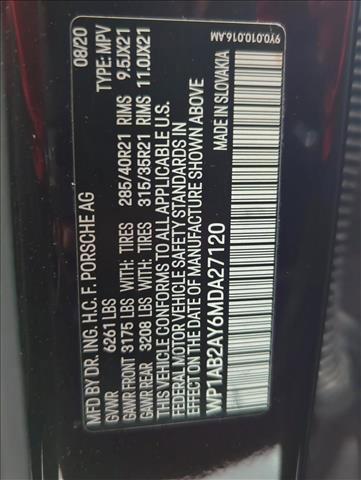 9Y0.010.016.AM
08/20 TYPE: MPV
MFD BY DR. ING. H.C. F. PORSCHE AG
GVWR 6261 LBS
GAWR FRONT 3175 LBS WITH: TIRES 285/40R21 RIMS 9.5JX21
GAWR REAR 3208 LBS WITH: TIRES 315/35R21 RIMS 11.0JX21
THIS VEHICLE CONFORMS TO ALL APPLICABLE U.S.
FEDERAL MOTOR VEHICLE SAFETY STANDARDS IN
EFFECT ON THE DATE OF MANUFACTURE SHOWN ABOVE
WP1AB2AY6MDA27120 MADE IN SLOVAKIA